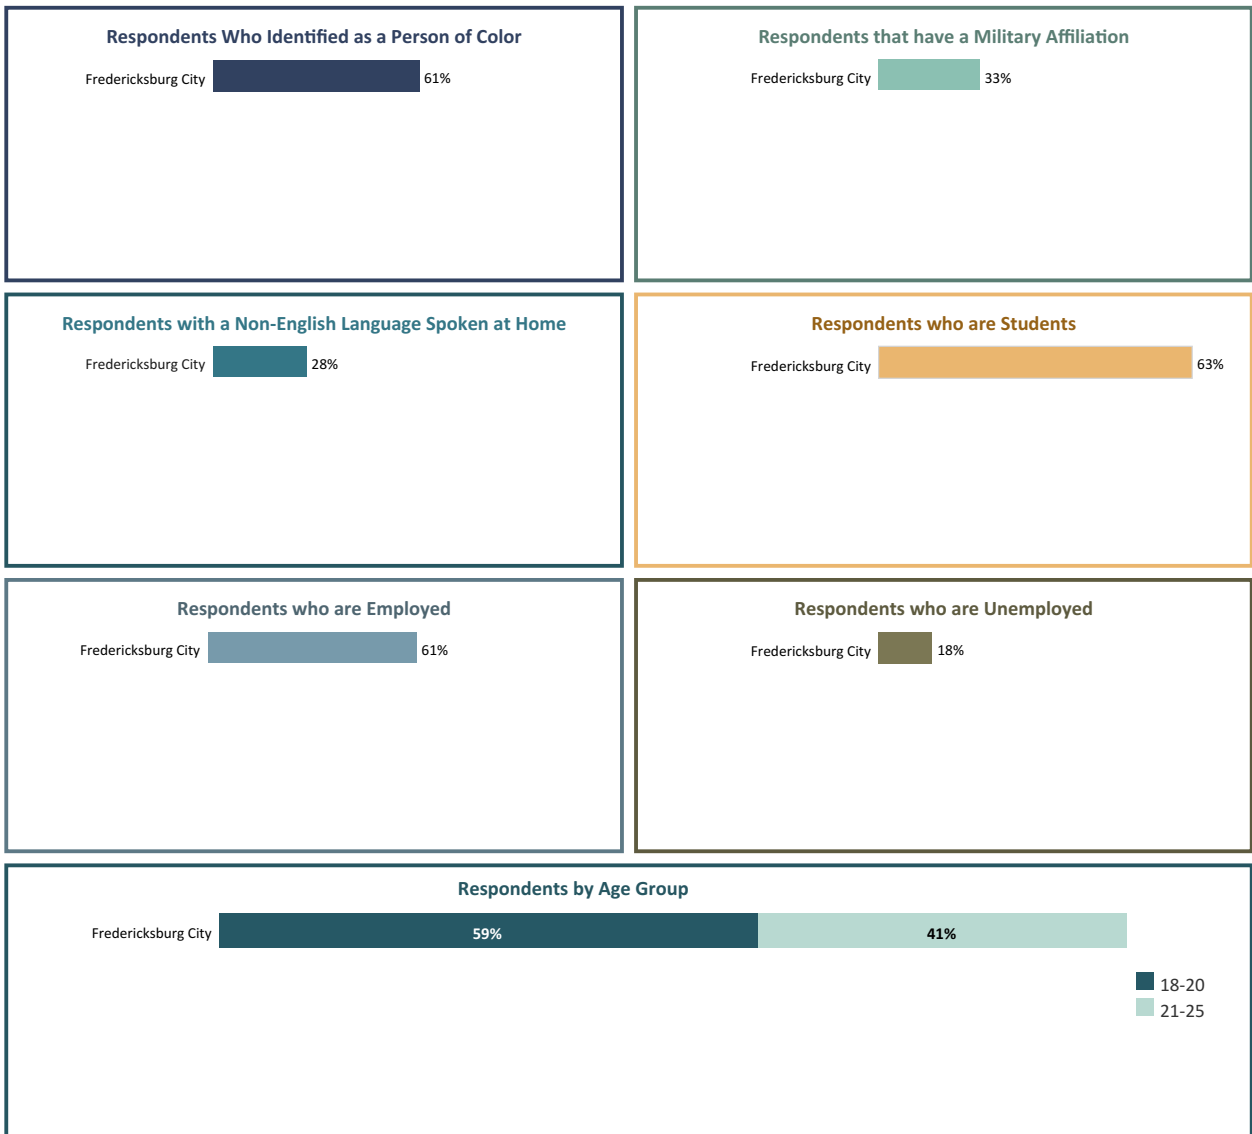 Respondents Who Identified as a Person of Color
Fredericksburg City 61%
Respondents that have a Military Affiliation
Fredericksburg City 33%
Respondents with a Non-English Language Spoken at Home
Fredericksburg City 28%
Respondents who are Students
Fredericksburg City 63%
Respondents who are Employed
Fredericksburg City 61%
Respondents who are Unemployed
Fredericksburg City 18%
Respondents by Age Group
Fredericksburg City 59% 41%
18-20
21-25